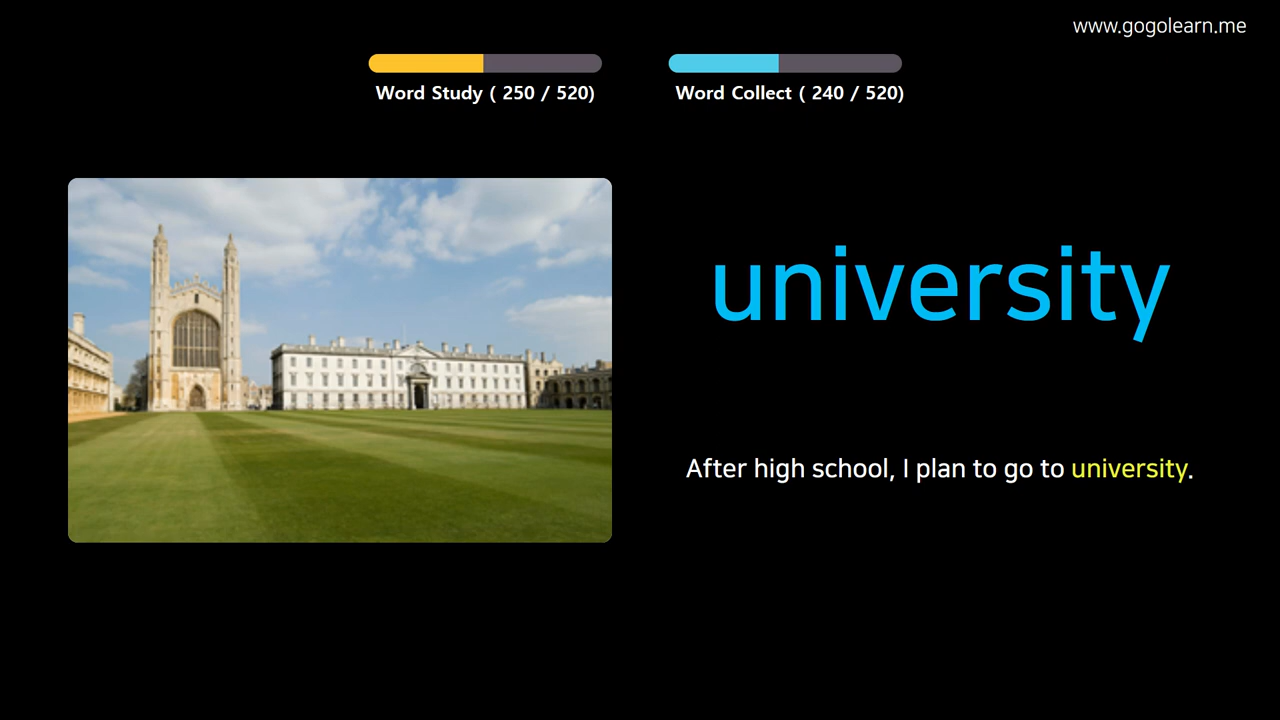 www.gogolearn.me
Word Study ( 250 / 520)
Word Collect ( 240 / 520)
university
After high school, I plan to go to university.